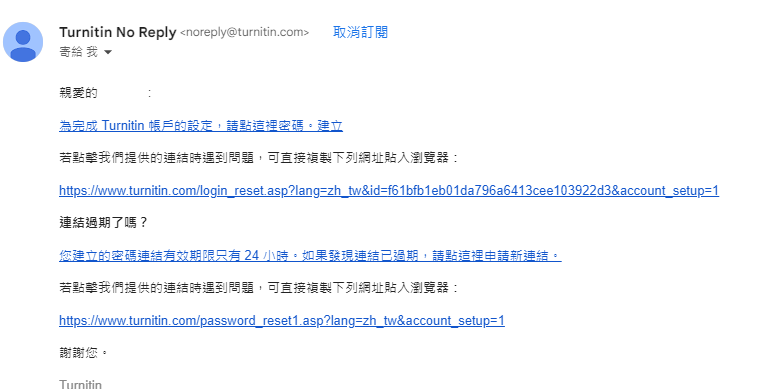 Turnitin No Reply <noreply@turnitin.com> 取消訂閱
寄給 我
親愛的 :
為完成 Turnitin 帳戶的設定，請點這裡密碼。建立
若點擊我們提供的連結時遇到問題，可直接複製下列網址貼入瀏覽器：
https://www.turnitin.com/login_reset.asp?lang=zh_tw&id=f61bfb1eb01da796a6413cee103922d3&account_setup=1
連結過期了嗎？
您建立的密碼連結有效期限只有 24 小時。如果發現連結已過期，請點這裡申請新連結。
若點擊我們提供的連結時遇到問題，可直接複製下列網址貼入瀏覽器：
https://www.turnitin.com/password_reset1.asp?lang=zh_tw&account_setup=1
謝謝您。
Turnitin